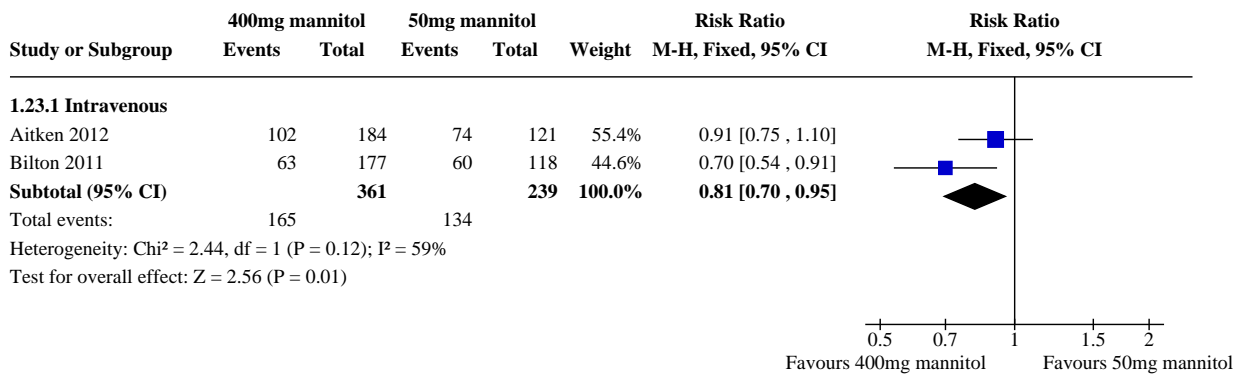 400mg mannitol 50mg mannitol Risk Ratio Risk Ratio
Study or Subgroup Events Total Events Total Weight M-H, Fixed, 95% CI M-H, Fixed, 95% CI
1.23.1 Intravenous
Aitken 2012 102 184 74 121 55.4% 0.91 [0.75 , 1.10]
Bilton 2011 63 177 60 118 44.6% 0.70 [0.54 , 0.91]
Subtotal (95% CI) 361 239 100.0% 0.81 [0.70 , 0.95]
Total events: 165 134
Heterogeneity: Chi² = 2.44, df = 1 (P = 0.12); I² = 59%
Test for overall effect: Z = 2.56 (P = 0.01)
0.5 0.7 1 1.5 2
Favours 400mg mannitol Favours 50mg mannitol